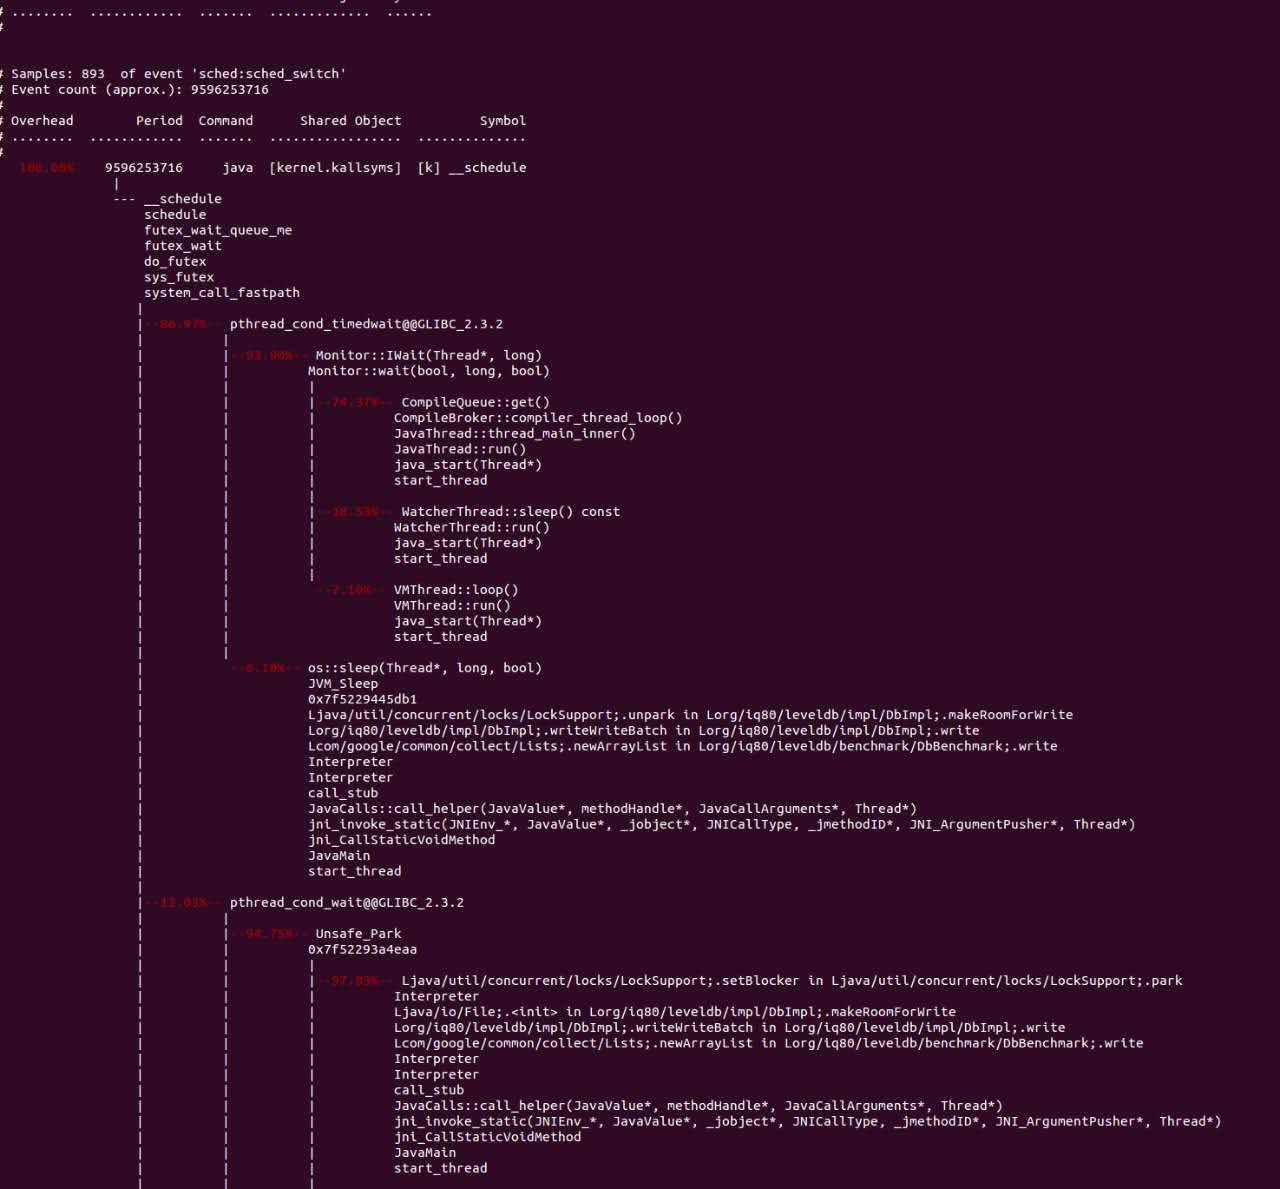 # ........  ............  .......  .............  ......
#
# Samples: 893  of event 'sched:sched_switch'
# Event count (approx.): 9596253716
#
# Overhead        Period  Command      Shared Object          Symbol
# ........  ............  .......  .................  ..............
#
100.00%    9596253716     java  [kernel.kallsyms]  [k] __schedule
|
--- __schedule
schedule
futex_wait_queue_me
futex_wait
do_futex
sys_futex
system_call_fastpath
|
|--86.97%-- pthread_cond_timedwait@@GLIBC_2.3.2
|          |
|          |--93.90%-- Monitor::IWait(Thread*, long)
|          |          Monitor::wait(bool, long, bool)
|          |          |
|          |          |--74.37%-- CompileQueue::get()
|          |          |          CompileBroker::compiler_thread_loop()
|          |          |          JavaThread::thread_main_inner()
|          |          |          JavaThread::run()
|          |          |          java_start(Thread*)
|          |          |          start_thread
|          |          |
|          |          |--18.53%-- WatcherThread::sleep() const
|          |          |          WatcherThread::run()
|          |          |          java_start(Thread*)
|          |          |          start_thread
|          |          |
|          |           --7.10%-- VMThread::loop()
|          |                     VMThread::run()
|          |                     java_start(Thread*)
|          |                     start_thread
|          |
|           --6.10%-- os::sleep(Thread*, long, bool)
|                     JVM_Sleep
|                     0x7f5229445db1
|                     Ljava/util/concurrent/locks/LockSupport;.unpark in Lorg/iq80/leveldb/impl/DbImpl;.makeRoomForWrite
|                     Lorg/iq80/leveldb/impl/DbImpl;.writeWriteBatch in Lorg/iq80/leveldb/impl/DbImpl;.write
|                     Lcom/google/common/collect/Lists;.newArrayList in Lorg/iq80/leveldb/benchmark/DbBenchmark;.write
|                     Interpreter
|                     Interpreter
|                     call_stub
|                     JavaCalls::call_helper(JavaValue*, methodHandle*, JavaCallArguments*, Thread*)
|                     jni_invoke_static(JNIEnv_*, JavaValue*, _jobject*, JNICallType, _jmethodID*, JNI_ArgumentPusher*, Thread*)
|                     jni_CallStaticVoidMethod
|                     JavaMain
|                     start_thread
|
|--13.03%-- pthread_cond_wait@@GLIBC_2.3.2
|          |
|          |--94.75%-- Unsafe_Park
|          |          0x7f52293a4eaa
|          |          |
|          |          |--97.83%-- Ljava/util/concurrent/locks/LockSupport;.setBlocker in Ljava/util/concurrent/locks/LockSupport;.park
|          |          |          Interpreter
|          |          |          Ljava/io/File;.<init> in Lorg/iq80/leveldb/impl/DbImpl;.makeRoomForWrite
|          |          |          Lorg/iq80/leveldb/impl/DbImpl;.writeWriteBatch in Lorg/iq80/leveldb/impl/DbImpl;.write
|          |          |          Lcom/google/common/collect/Lists;.newArrayList in Lorg/iq80/leveldb/benchmark/DbBenchmark;.write
|          |          |          Interpreter
|          |          |          Interpreter
|          |          |          call_stub
|          |          |          JavaCalls::call_helper(JavaValue*, methodHandle*, JavaCallArguments*, Thread*)
|          |          |          jni_invoke_static(JNIEnv_*, JavaValue*, _jobject*, JNICallType, _jmethodID*, JNI_ArgumentPusher*, Thread*)
|          |          |          jni_CallStaticVoidMethod
|          |          |          JavaMain
|          |          |          start_thread
|          |          |